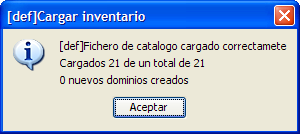 [def]Cargar inventario
[def]Fichero de catalogo cargado correctamete
Cargados 21 de un total de 21
0 nuevos dominios creados
Aceptar